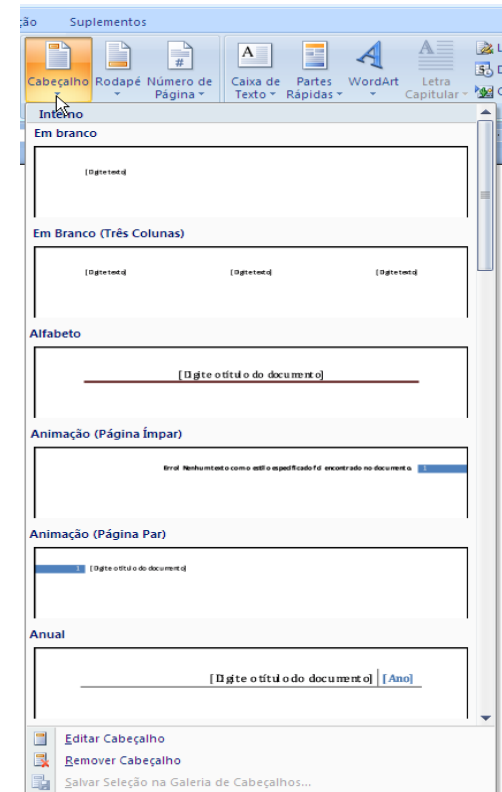 ão Suplementos
Cabeçalho Rodapé Número de Página
# A Caixa de Texto Partes Rápidas A WordArt A Letra Capitular
L
D
C
Interno
Em branco
[Digite texto]
Em Branco (Três Colunas)
[Digite texto] [Digite texto] [Digite texto]
Alfabeto
[Digite o título do documento]
Animação (Página Ímpar)
Erro! Nenhum texto com o estilo especificado foi encontrado no documento. 1
Animação (Página Par)
1 [Digite o título do documento]
Anual
[Digite o título do documento] [Ano]
Editar Cabeçalho
Remover Cabeçalho
Salvar Seleção na Galeria de Cabeçalhos...